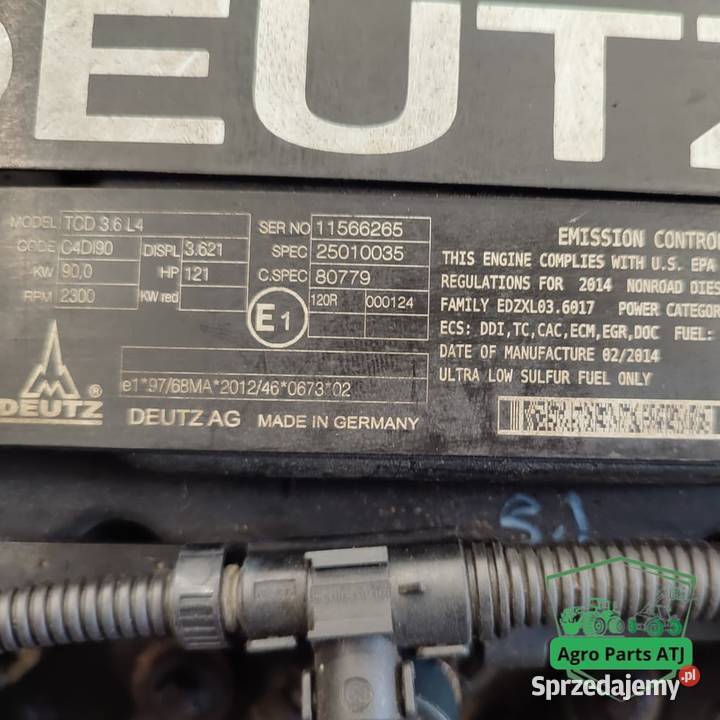 DEUTZ
MODEL TCD 3.6 L4
CODE C4DI90 DISPL 3.621
KW 90,0 HP 121
RPM 2300 KW red
SER NO 11566265
SPEC 25010035
C.SPEC 80779
E1 120R 000124
e1*97/68MA*2012/46*0673*02
DEUTZ ®
DEUTZ AG MADE IN GERMANY
EMISSION CONTRO
THIS ENGINE COMPLIES WITH U.S. EPA
REGULATIONS FOR 2014 NONROAD DIES
FAMILY EDZXL03.6017 POWER CATEGOR
ECS: DDI,TC,CAC,ECM,EGR,DOC FUEL:
DATE OF MANUFACTURE 02/2014
ULTRA LOW SULFUR FUEL ONLY
Agro Parts ATJ
Sprzedajemy.pl